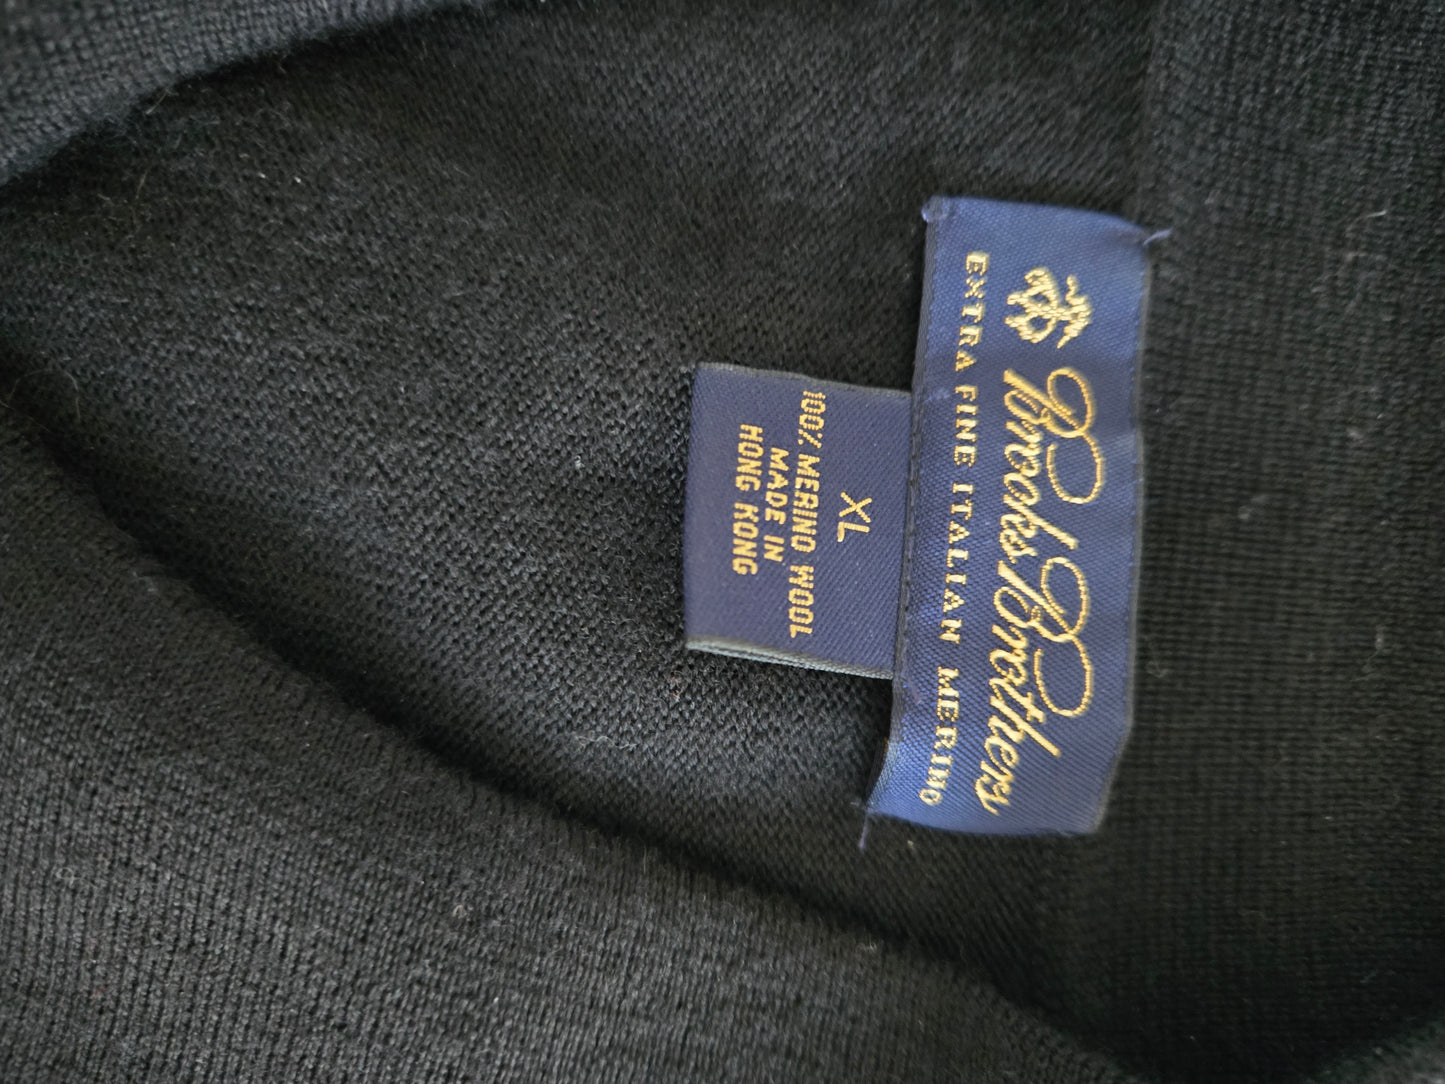 Brooks Brothers
EXTRA FINE ITALIAN MERINO
XL
100% MERINO WOOL
MADE IN
HONG KONG